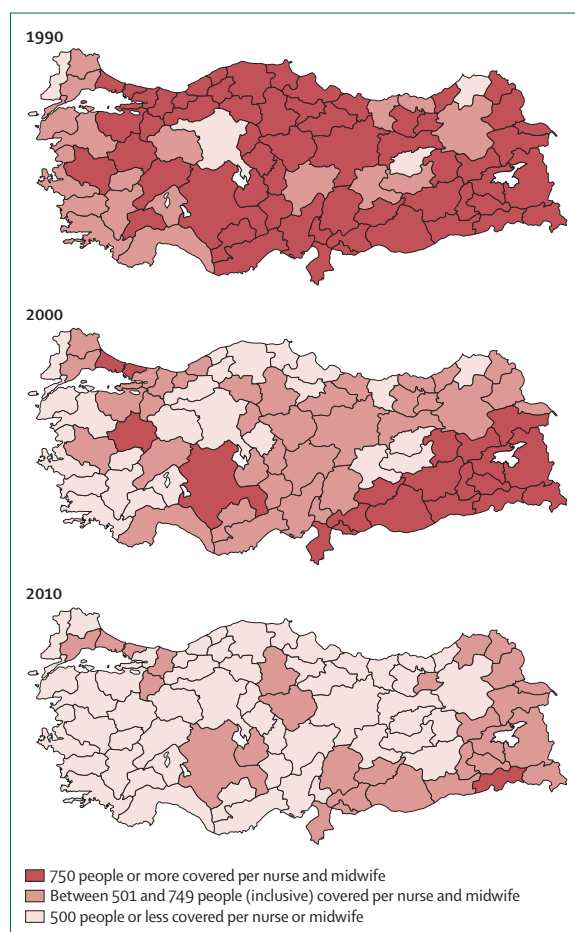 1990
2000
2010
750 people or more covered per nurse and midwife
Between 501 and 749 people (inclusive) covered per nurse and midwife
500 people or less covered per nurse or midwife